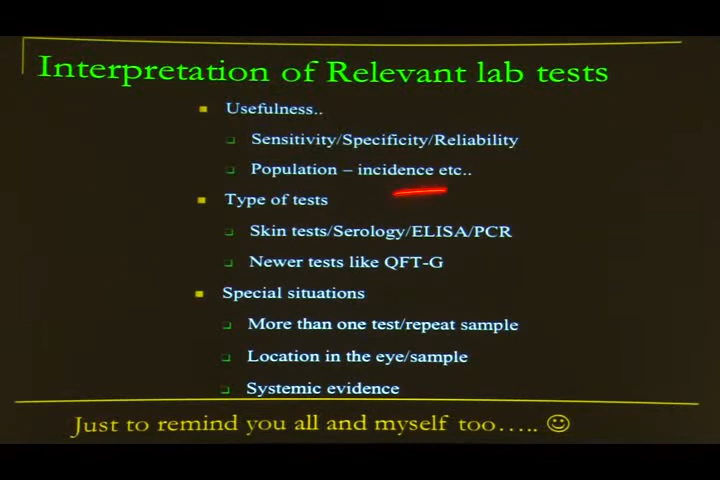 Interpretation of Relevant lab tests
Usefulness..
Sensitivity/Specificity/Reliability
Population – incidence etc..
Type of tests
Skin tests/Serology/ELISA/PCR
Newer tests like QFT-G
Special situations
More than one test/repeat sample
Location in the eye/sample
Systemic evidence
Just to remind you all and myself too….. ☺